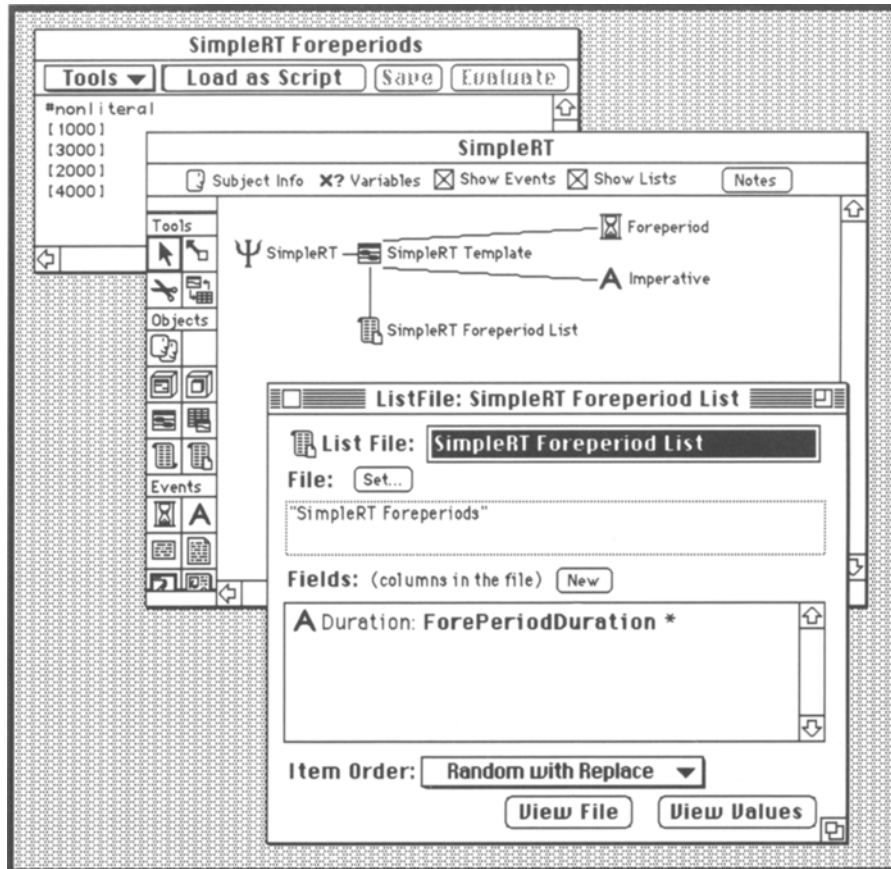 SimpleRT Foreperiods
Tools Load as Script Save Evaluate
#nonliteral
[1000]
[3000]
[2000]
[4000]
SimpleRT
Subject Info X? Variables Show Events Show Lists Notes
Tools
Objects
Events
A
Ψ SimpleRT SimpleRT Template
Foreperiod
A Imperative
SimpleRT Foreperiod List
ListFile: SimpleRT Foreperiod List
List File: SimpleRT Foreperiod List
File: Set...
"SimpleRT Foreperiods"
Fields: (columns in the file) New
A Duration: ForePeriodDuration *
Item Order: Random with Replace
View File View Values